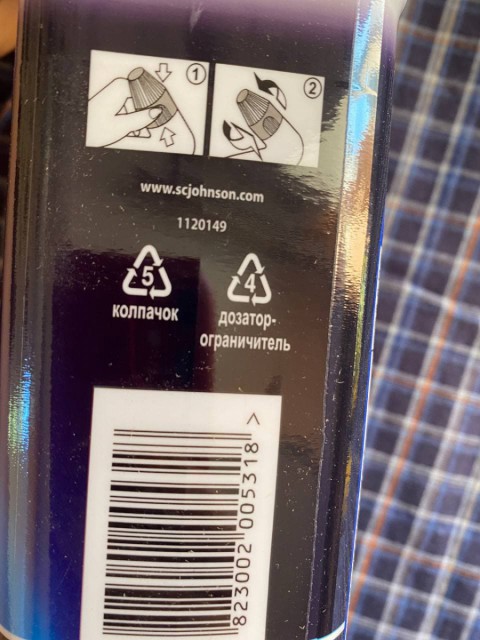 1 2
www.scjohnson.com
1120149
5 4
колпачок
дозатор-
ограничитель
823002 005318 >